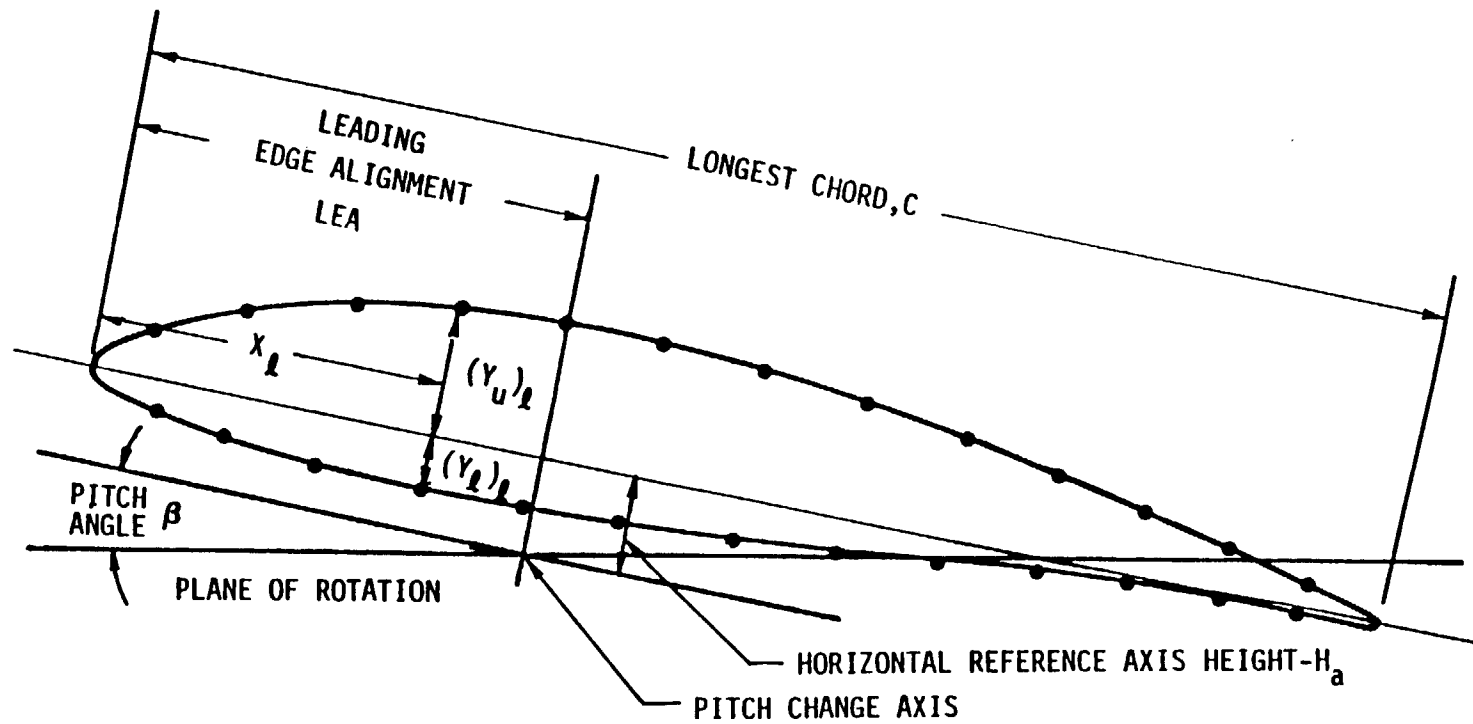 LEADING
EDGE ALIGNMENT
LEA
LONGEST CHORD,C
X_ℓ
(Y_u)_ℓ
(Y_ℓ)_ℓ
PITCH
ANGLE β
PLANE OF ROTATION
HORIZONTAL REFERENCE AXIS HEIGHT-H_a
PITCH CHANGE AXIS